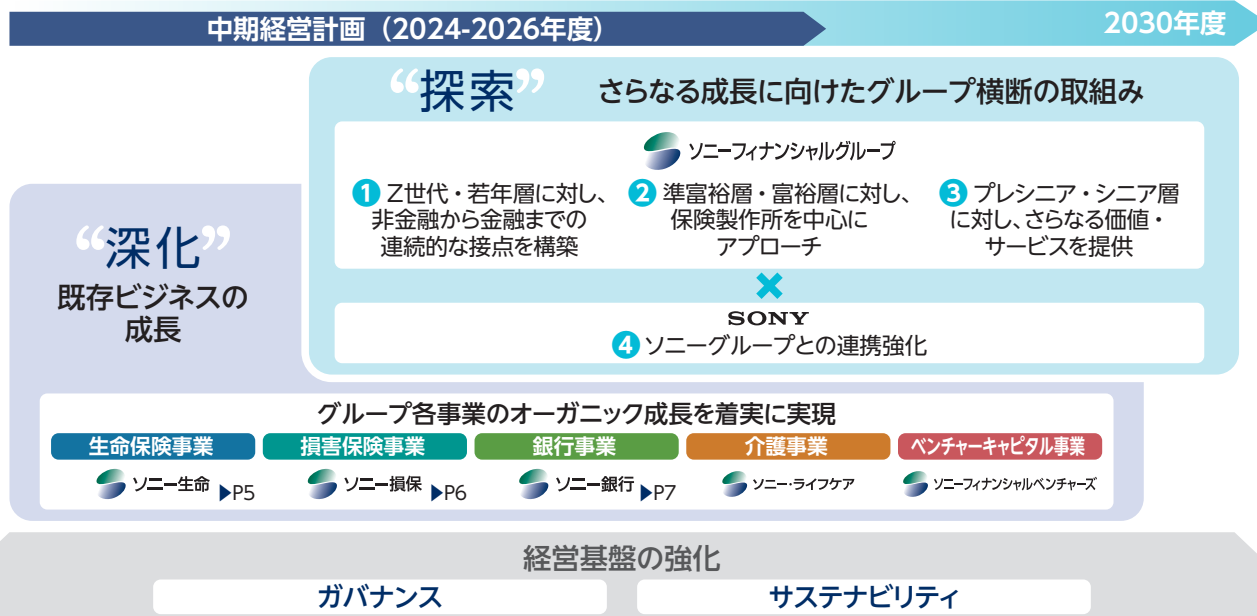 中期経営計画（2024-2026年度）
2030年度
“探索”
さらなる成長に向けたグループ横断の取組み
ソニーフィナンシャルグループ
1 Z世代・若年層に対し、
非金融から金融までの
連続的な接点を構築
2 準富裕層・富裕層に対し、
保険製作所を中心に
アプローチ
3 プレシニア・シニア層
に対し、さらなる価値・
サービスを提供
×
SONY
4 ソニーグループとの連携強化
“深化”
既存ビジネスの
成長
グループ各事業のオーガニック成長を着実に実現
生命保険事業
ソニー生命 ▶P5
損害保険事業
ソニー損保 ▶P6
銀行事業
ソニー銀行 ▶P7
介護事業
ソニー・ライフケア
ベンチャーキャピタル事業
ソニーフィナンシャルベンチャーズ
経営基盤の強化
ガバナンス
サステナビリティ